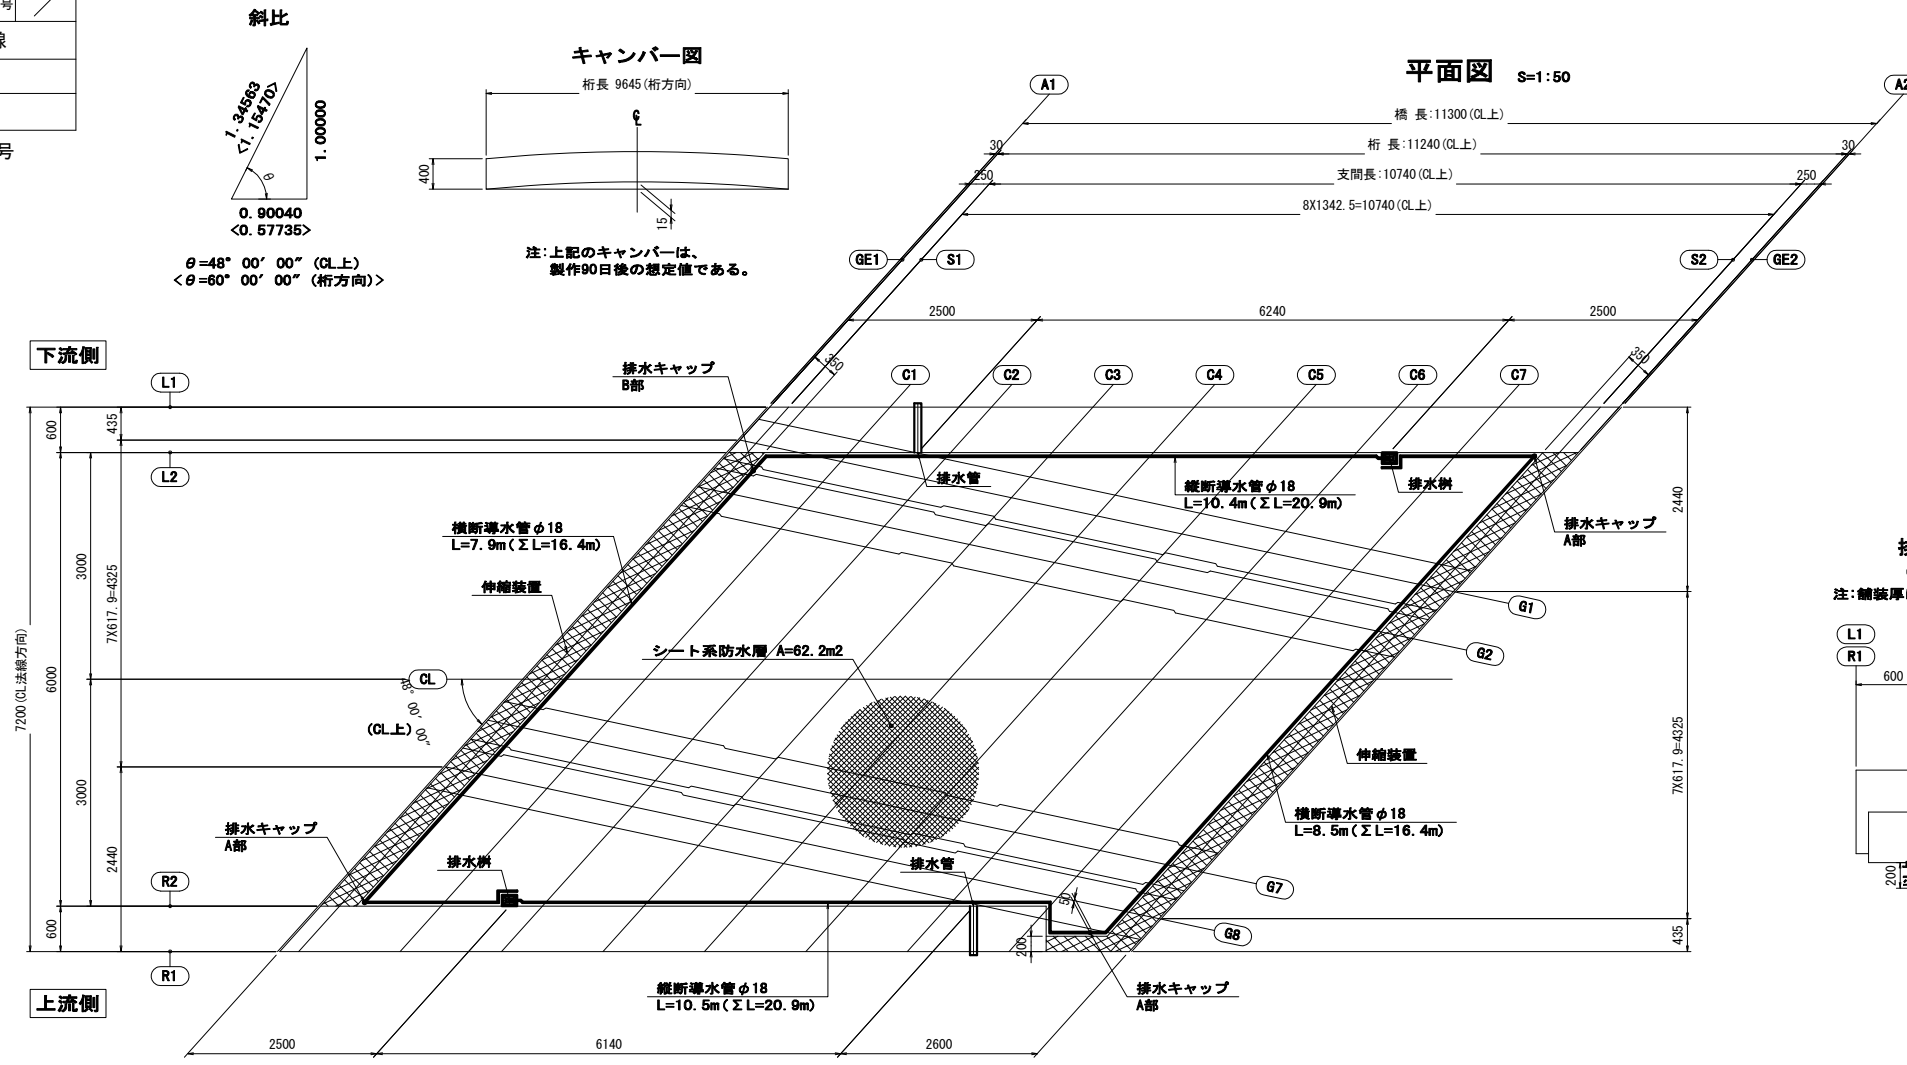 号
線
号
斜比
1.34563
<1.15470>
1.00000
θ
0.90040
<0.57735>
θ=48° 00′ 00″ (CL上)
<θ=60° 00′ 00″ (桁方向)>
キャンバー図
桁長 9645(桁方向)
CL
400
15
注:上記のキャンバーは、
製作90日後の想定値である。
平面図 S=1:50
A1
A2
橋 長:11300(CL上)
30
桁 長:11240(CL上)
30
250
支間長:10740(CL上)
250
8X1342.5=10740(CL上)
GE1
S1
S2
GE2
2500
6240
2500
350
350
下流側
L1
排水キャップ
B部
C1
C2
C3
C4
C5
C6
C7
600
435
L2
排水管
縦断導水管φ18
L=10.4m(ΣL=20.9m)
排水桝
2440
排水キャップ
A部
横断導水管φ18
L=7.9m(ΣL=16.4m)
3000
7X617.9=4325
伸縮装置
G1
G2
注:舗装厚
L1
R1
600
7200(CL法線方向)
6000
シート系防水層 A=62.2m2
CL
48° 00′ 00″
(CL上)
7X617.9=4325
伸縮装置
3000
横断導水管φ18
L=8.5m(ΣL=16.4m)
2440
排水キャップ
A部
排水桝
排水管
R2
50
G7
G8
200
600
200
435
R1
上流側
縦断導水管φ18
L=10.5m(ΣL=20.9m)
排水キャップ
A部
2500
6140
2600